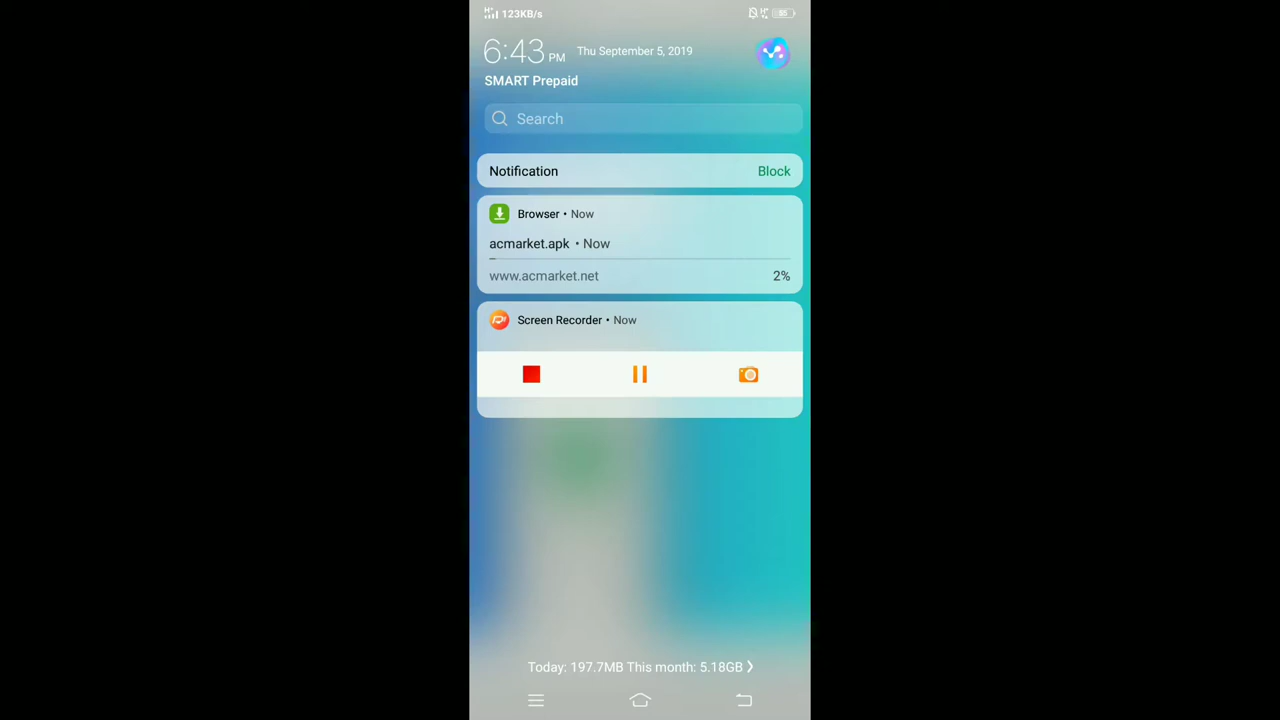 H+ 123KB/s 95
6:43 PM Thu September 5, 2019
SMART Prepaid
Search
Notification Block
Browser • Now
acmarket.apk • Now
www.acmarket.net 2%
Screen Recorder • Now
Today: 197.7MB This month: 5.18GB ❯